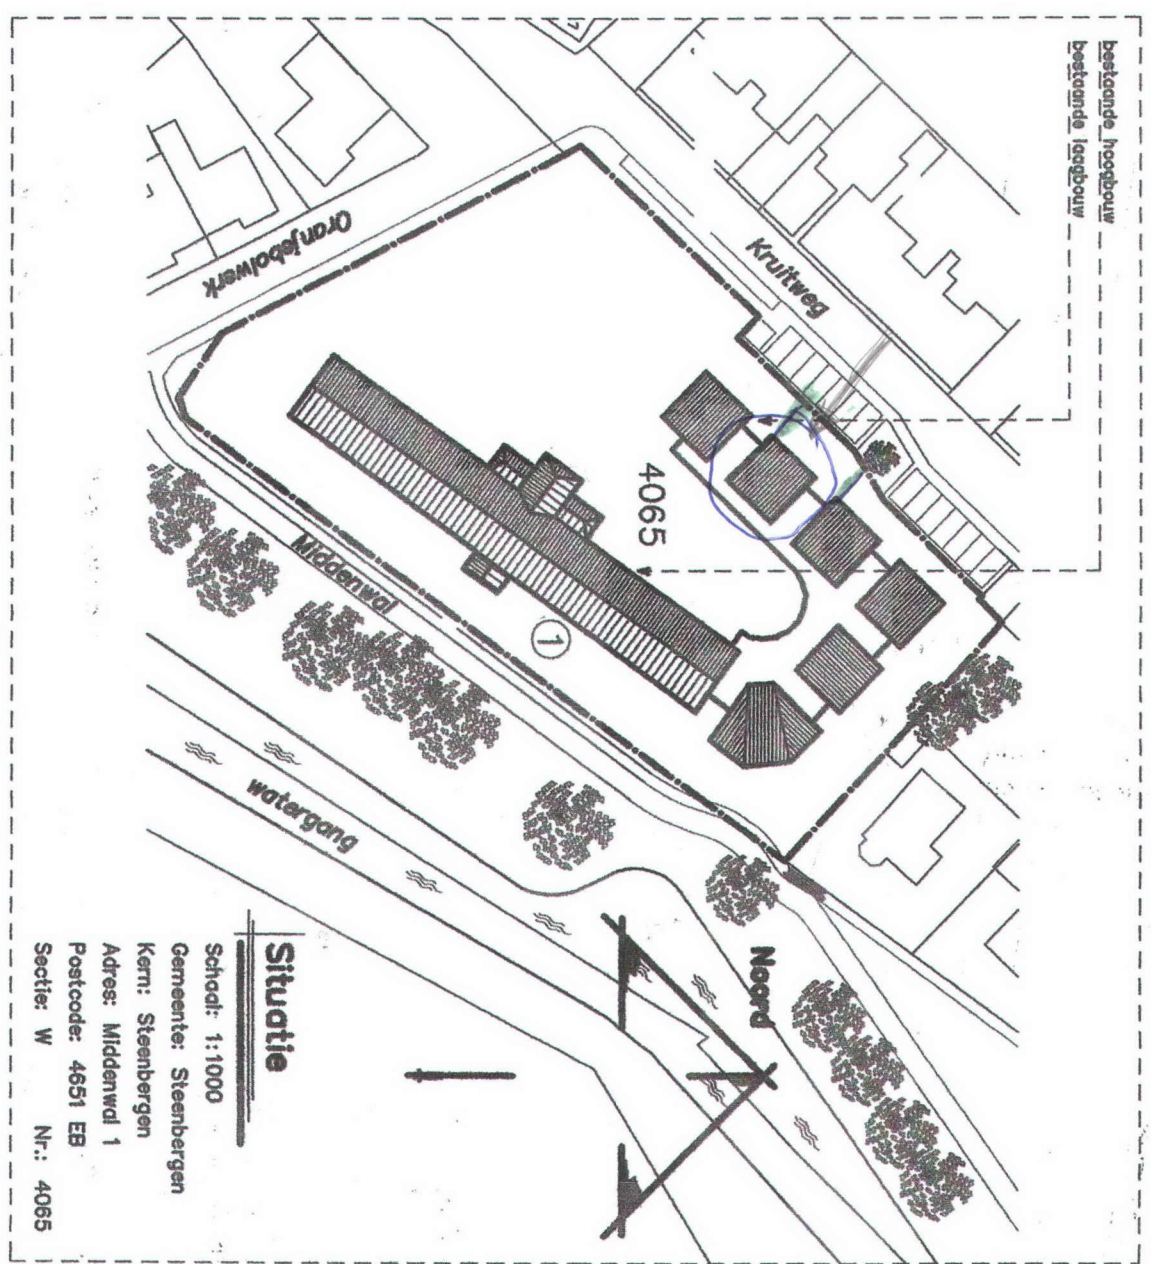 bestaande hoogbouw
bestaande laagbouw
Kruitweg
Oranjebolwerk
4065
1
Middenwal
watergang
Noord
Situatie
Schaal: 1:1000
Gemeente: Steenbergen
Kern: Steenbergen
Adres: Middenwal 1
Postcode: 4651 EB
Sectie: W Nr.: 4065